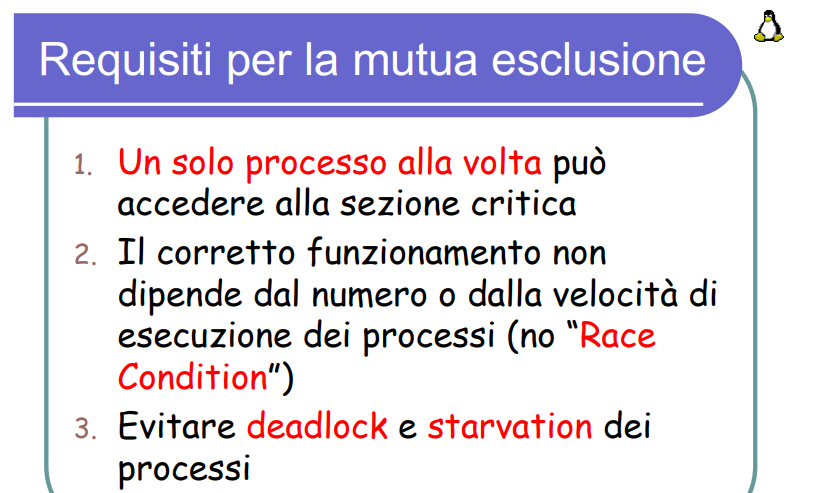 Requisiti per la mutua esclusione
1. Un solo processo alla volta può
accedere alla sezione critica
2. Il corretto funzionamento non
dipende dal numero o dalla velocità di
esecuzione dei processi (no “Race
Condition”)
3. Evitare deadlock e starvation dei
processi